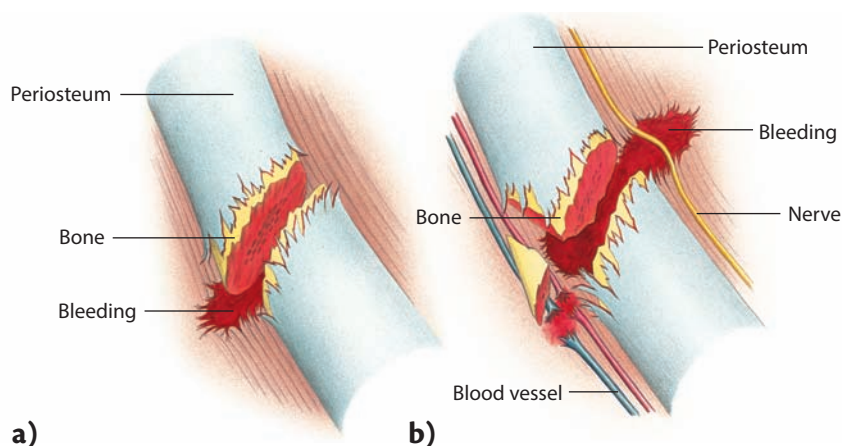 Periosteum
Bone
Bleeding
a)
Periosteum
Bleeding
Bone
Nerve
Blood vessel
b)